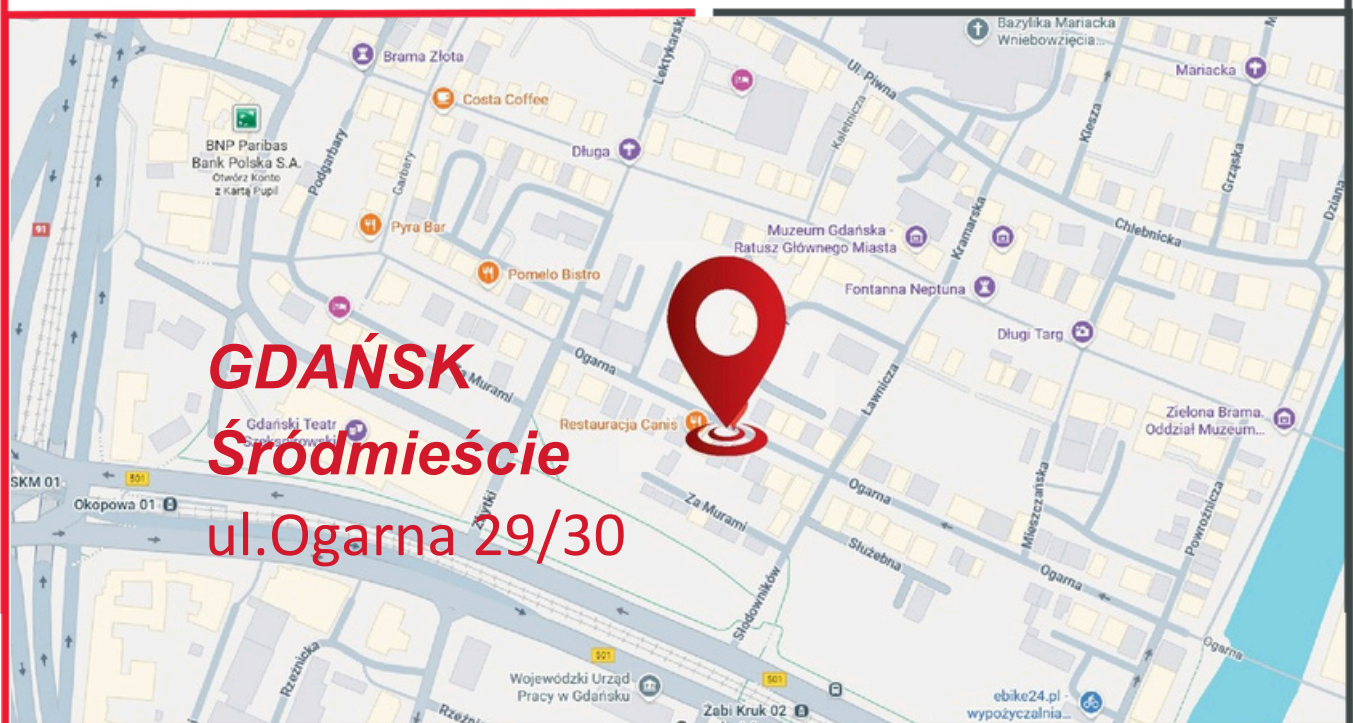 Bazylika Mariacka
Wniebowzięcia...
Brama Złota
Lektykarska
Ul. Piwna
Mariacka
Costa Coffee
BNP Paribas
Bank Polska S.A.
Otwórz Konto
z Kartą Pupil
Podgarbary
Garbary
Długa
Kaletnicza
Klesza
Grząska
Dziana
91
Pyra Bar
Muzeum Gdańska -
Ratusz Głównego Miasta
Kramarska
Chlebnicka
Pomelo Bistro
Fontanna Neptuna
Długi Targ
GDAŃSK
Śródmieście
ul.Ogarna 29/30
Ogarna
Za Murami
Ławnicza
Gdański Teatr
Szekspirowski
Restauracja Canis
Zielona Brama.
Oddział Muzeum...
SKM 01
501
Okopowa 01
Zbytki
Za Murami
Ogarna
Mieszczańska
Powroźnicza
Służebna
Ogarna
Słodowników
Ogarna
Rzeźnicka
501
501
Wojewódzki Urząd
Pracy w Gdańsku
Żabi Kruk 02
ebike24.pl -
wypożyczalnia...